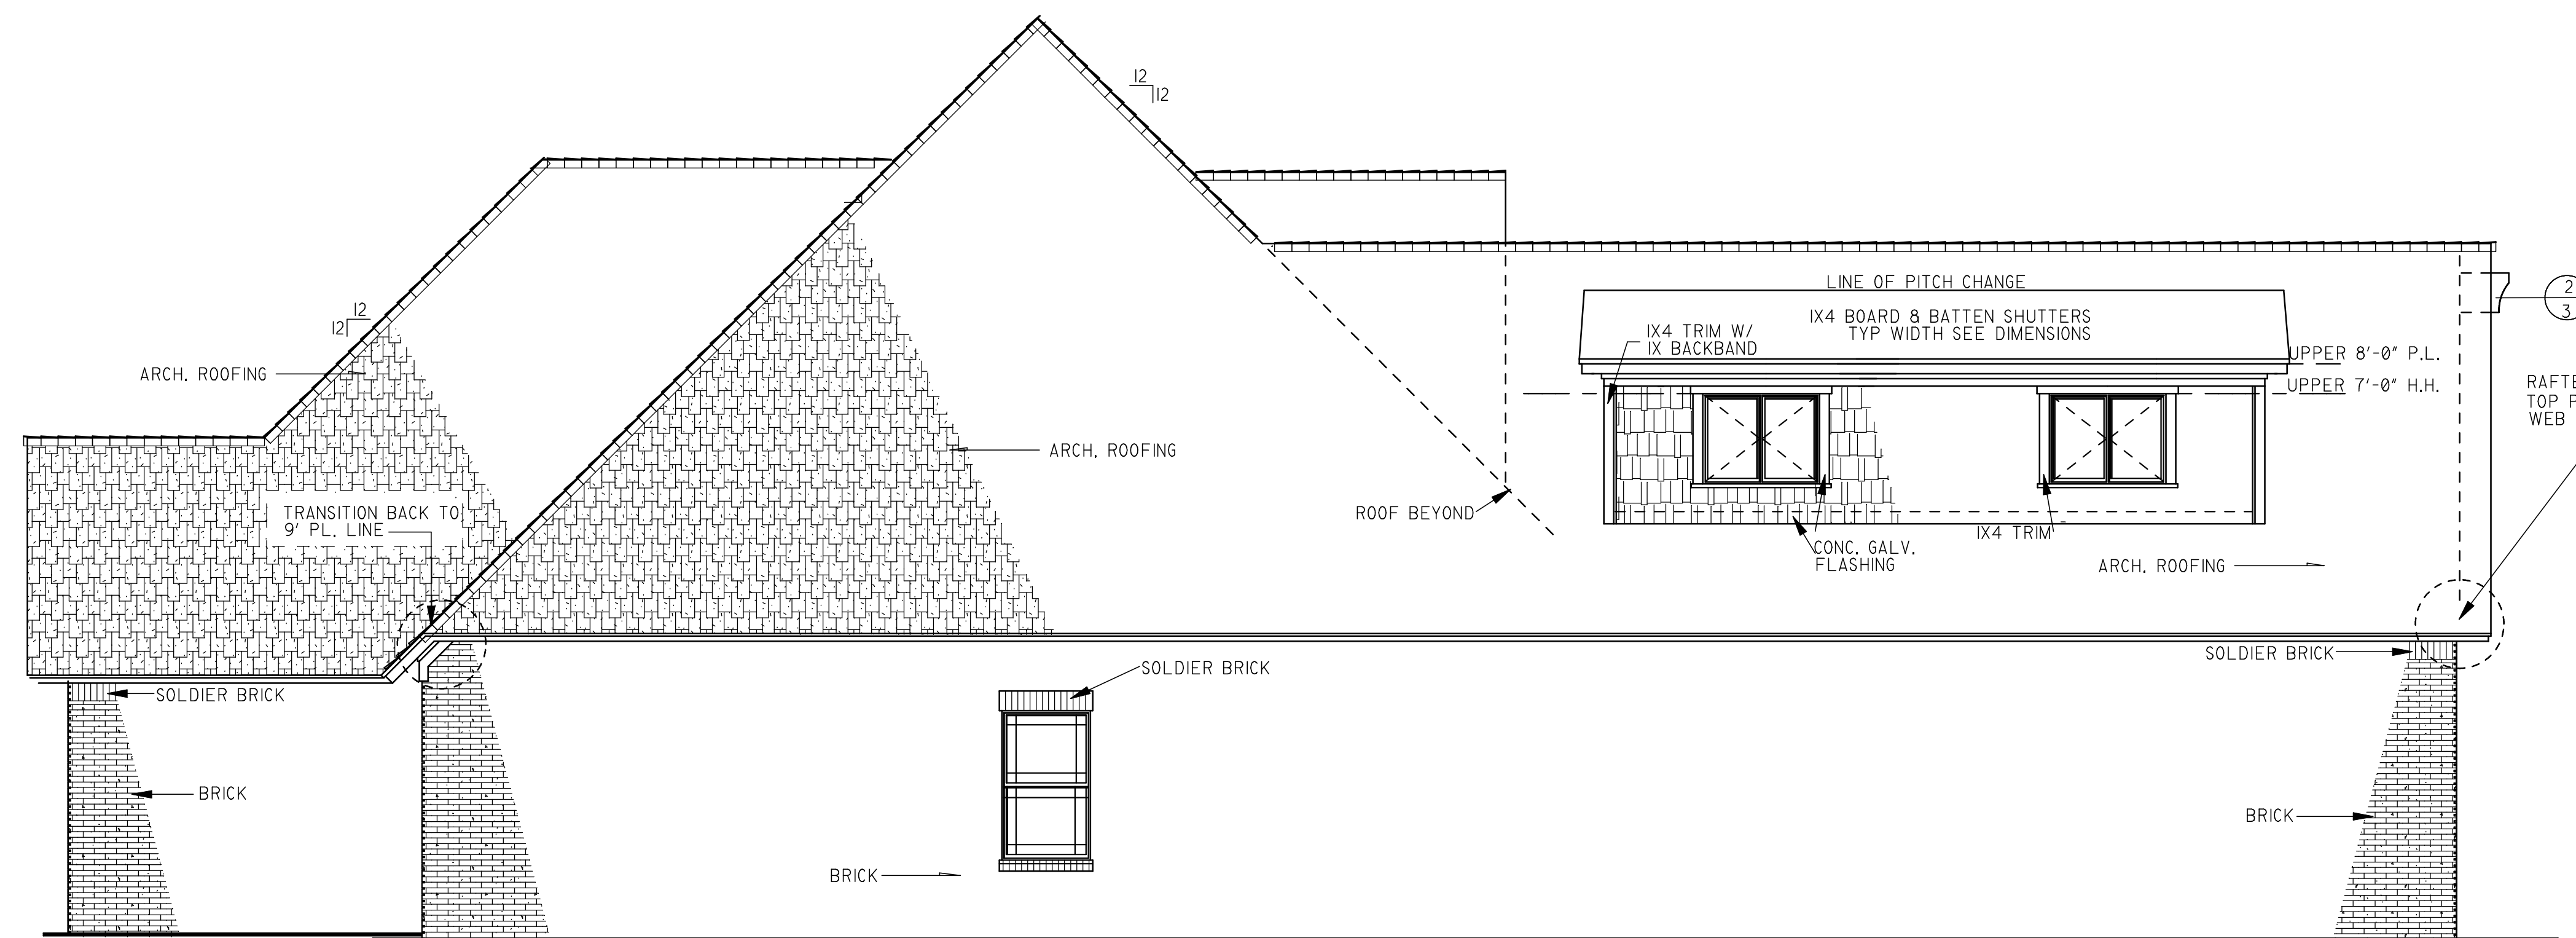 12
12
12
12
ARCH. ROOFING
TRANSITION BACK TO
9' PL. LINE
ARCH. ROOFING
ROOF BEYOND
LINE OF PITCH CHANGE
1X4 BOARD & BATTEN SHUTTERS
TYP WIDTH SEE DIMENSIONS
1X4 TRIM W/
1X BACKBAND
UPPER 8'-0" P.L.
UPPER 7'-0" H.H.
2
3
TOP
WEB
1X4 TRIM
CONC. GALV.
FLASHING
ARCH. ROOFING
SOLDIER BRICK
SOLDIER BRICK
SOLDIER BRICK
BRICK
BRICK
BRICK